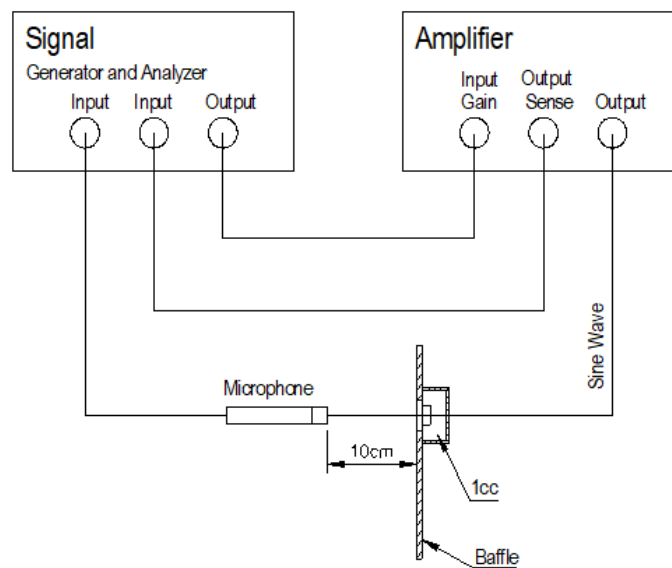 Signal
Generator and Analyzer
Input Input Output
Amplifier
Input Gain
Output Sense
Output
Sine Wave
Microphone
10cm
1cc
Baffle